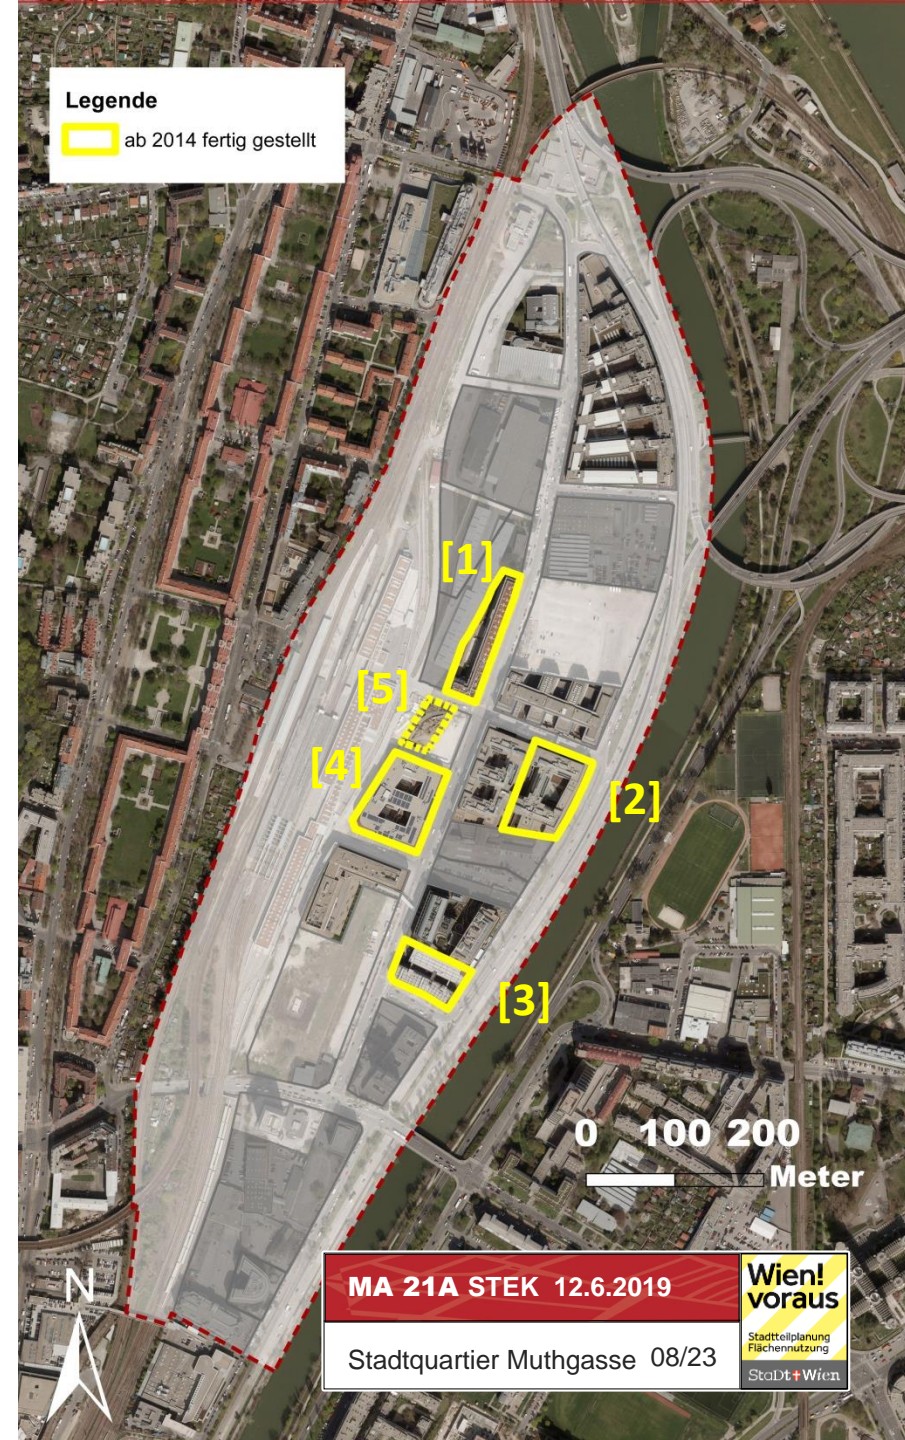 Legende
ab 2014 fertig gestellt
[1]
[5]
[4]
[2]
[3]
0 100 200
Meter
N
MA 21A STEK 12.6.2019
Stadtquartier Muthgasse 08/23
Wien!
voraus
Stadtteilplanung
Flächennutzung
StaDt Wien